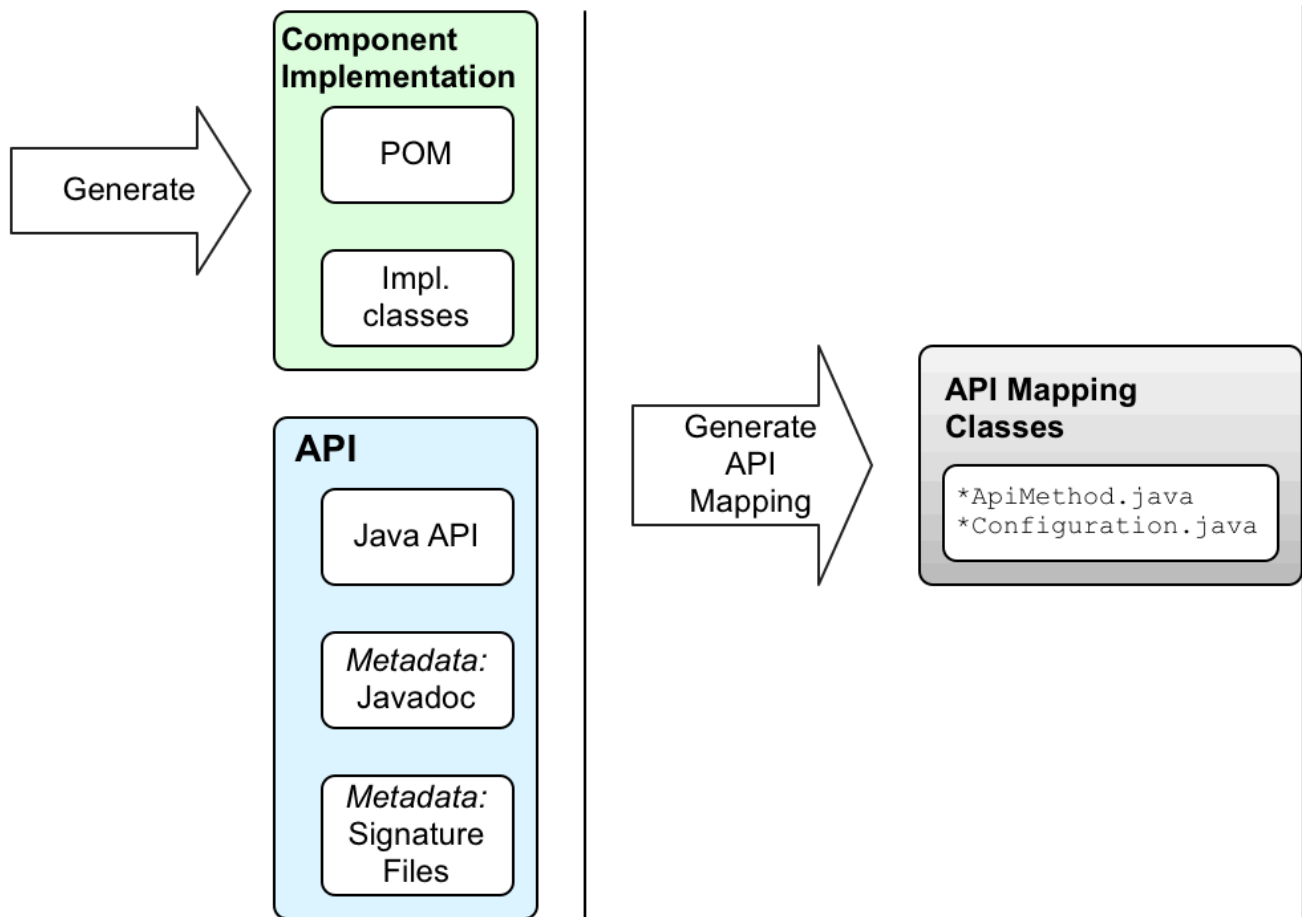 Component
Implementation
POM
Generate
Impl.
classes
API
Java API
Metadata:
Javadoc
Metadata:
Signature
Files
Generate
API
Mapping
API Mapping
Classes
*ApiMethod.java
*Configuration.java